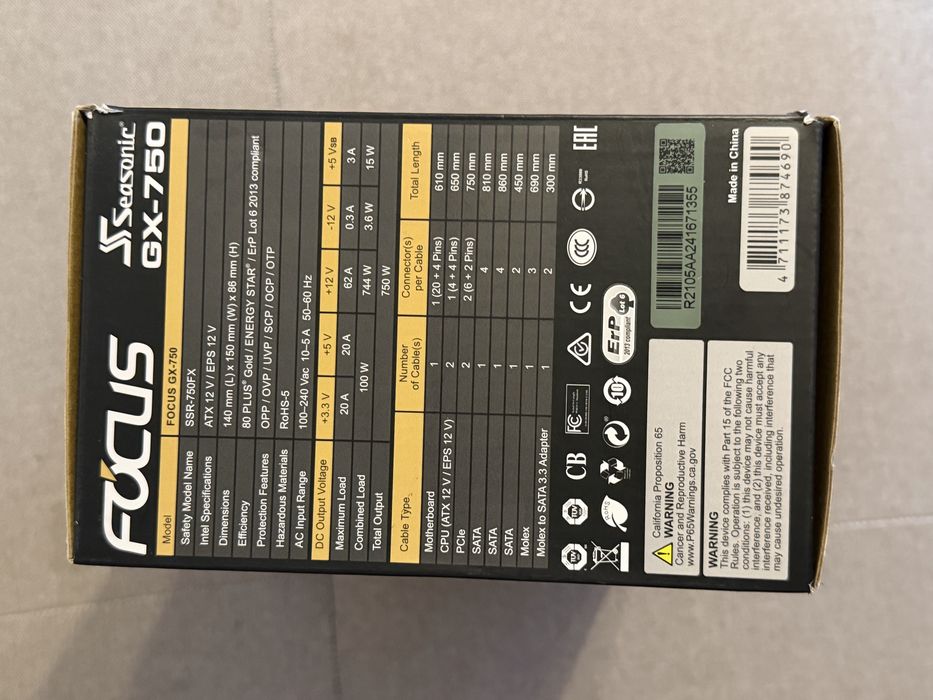 FOCUS
Seasonic®
GX-750
Model FOCUS GX-750
Safety Model Name SSR-750FX
Intel Specifications ATX 12 V / EPS 12 V
Dimensions 140 mm (L) x 150 mm (W) x 86 mm (H)
Efficiency 80 PLUS® Gold / ENERGY STAR® / ErP Lot 6 2013 compliant
Protection Features OPP / OVP / UVP / SCP / OCP / OTP
Hazardous Materials RoHS-5
AC Input Range 100–240 Vac 10–5 A 50–60 Hz
DC Output Voltage +3.3 V +5 V +12 V -12 V +5 VSB
Maximum Load 20 A 20 A 62 A 0.3 A 3 A
Combined Load 100 W 744 W 3.6 W 15 W
Total Output 750 W
Cable Type Number of Cable(s) Connector(s) per Cable Total Length
Motherboard 1 1 (20 + 4 Pins) 610 mm
CPU (ATX 12 V / EPS 12 V) 2 1 (4 + 4 Pins) 650 mm
PCIe 2 2 (6 + 2 Pins) 750 mm
SATA 1 4 810 mm
SATA 1 4 860 mm
SATA 1 2 450 mm
Molex 1 3 690 mm
Molex to SATA 3.3 Adapter 1 2 300 mm
CB
FC
CE
CCC
EAC
10
ErP
Lot 6
2013 compliant
California Proposition 65
WARNING
Cancer and Reproductive Harm
www.P65Warnings.ca.gov
R2105AA241671355
WARNING
This device complies with Part 15 of the FCC
Rules. Operation is subject to the following two
conditions: (1) this device may not cause harmful
interference, and (2) this device must accept any
interference received, including interference that
may cause undesired operation.
Made in China
4 711173 874690